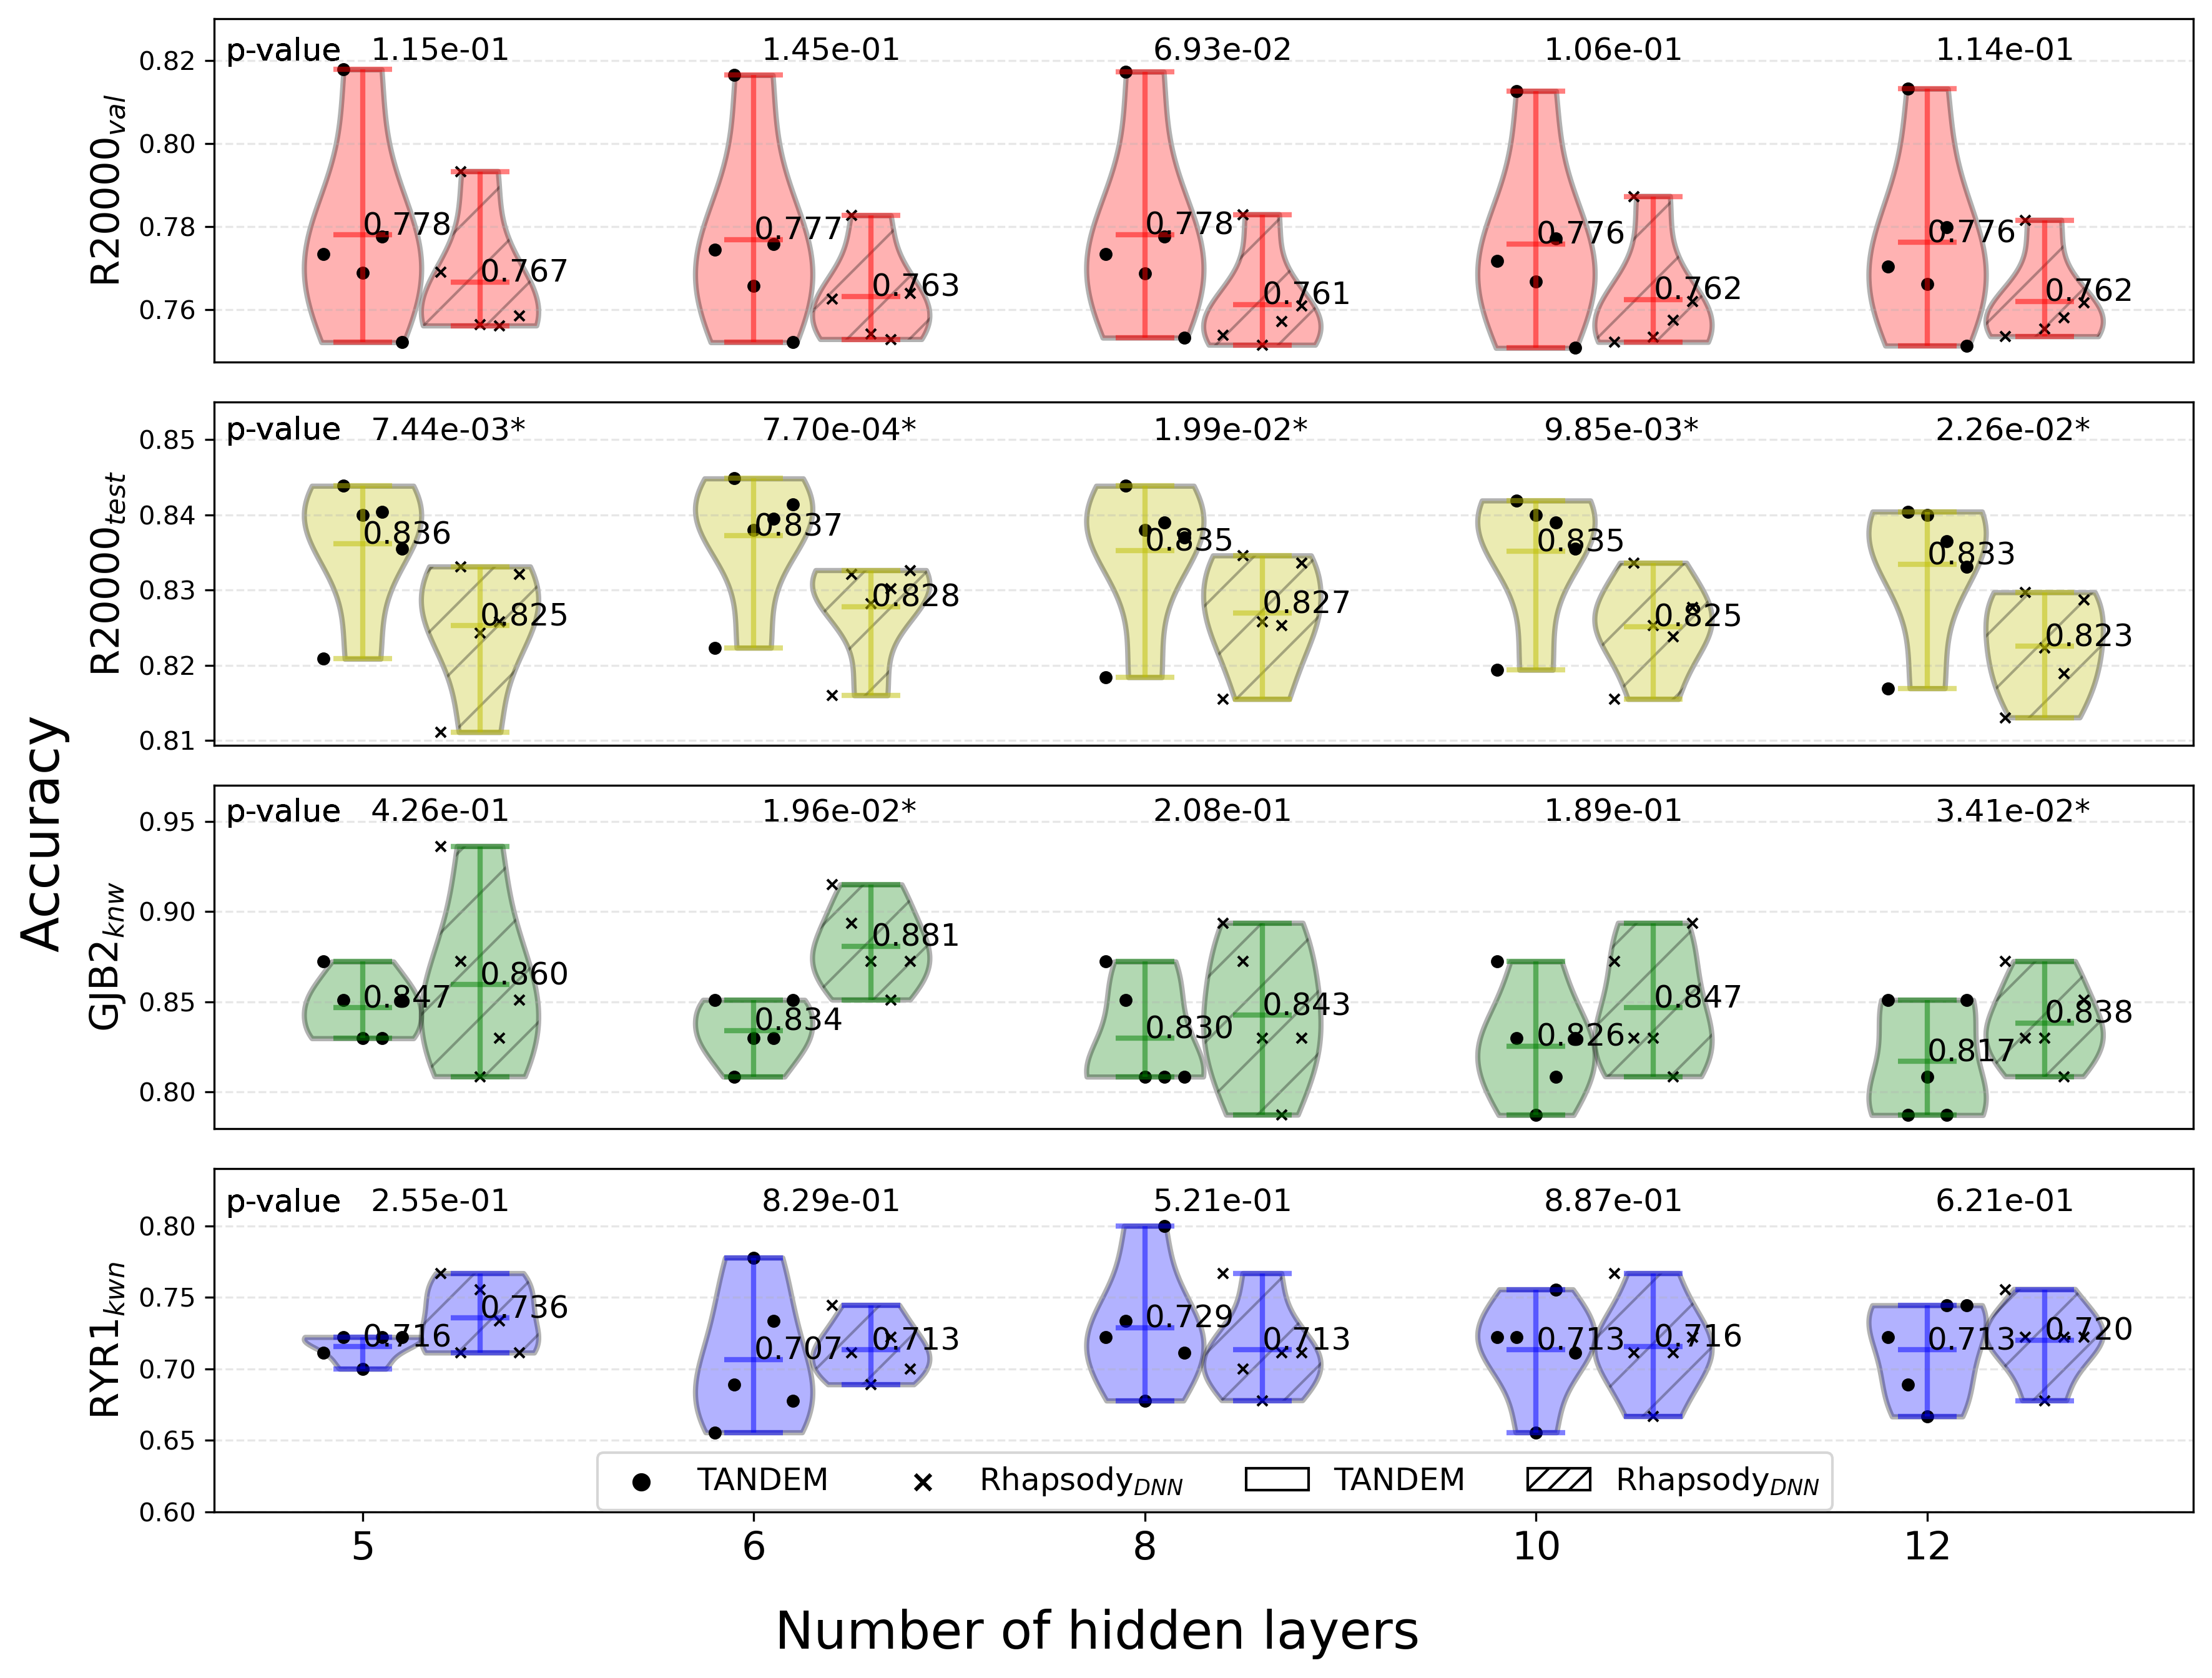 Accuracy
R20000val
p-value 1.15e-01 1.45e-01 6.93e-02 1.06e-01 1.14e-01
0.82
0.80
0.78
0.76
0.778 0.767 0.777 0.763 0.778 0.761 0.776 0.762 0.776 0.762
R20000test
p-value 7.44e-03* 7.70e-04* 1.99e-02* 9.85e-03* 2.26e-02*
0.85
0.84
0.83
0.82
0.81
0.836 0.825 0.837 0.828 0.835 0.827 0.835 0.825 0.833 0.823
GJB2knw
p-value 4.26e-01 1.96e-02* 2.08e-01 1.89e-01 3.41e-02*
0.95
0.90
0.85
0.80
0.847 0.860 0.834 0.881 0.830 0.843 0.826 0.847 0.817 0.838
RYR1kwn
p-value 2.55e-01 8.29e-01 5.21e-01 8.87e-01 6.21e-01
0.80
0.75
0.70
0.65
0.60
0.716 0.736 0.707 0.713 0.729 0.713 0.713 0.716 0.713 0.720
TANDEM RhapsodyDNN TANDEM RhapsodyDNN
5 6 8 10 12
Number of hidden layers